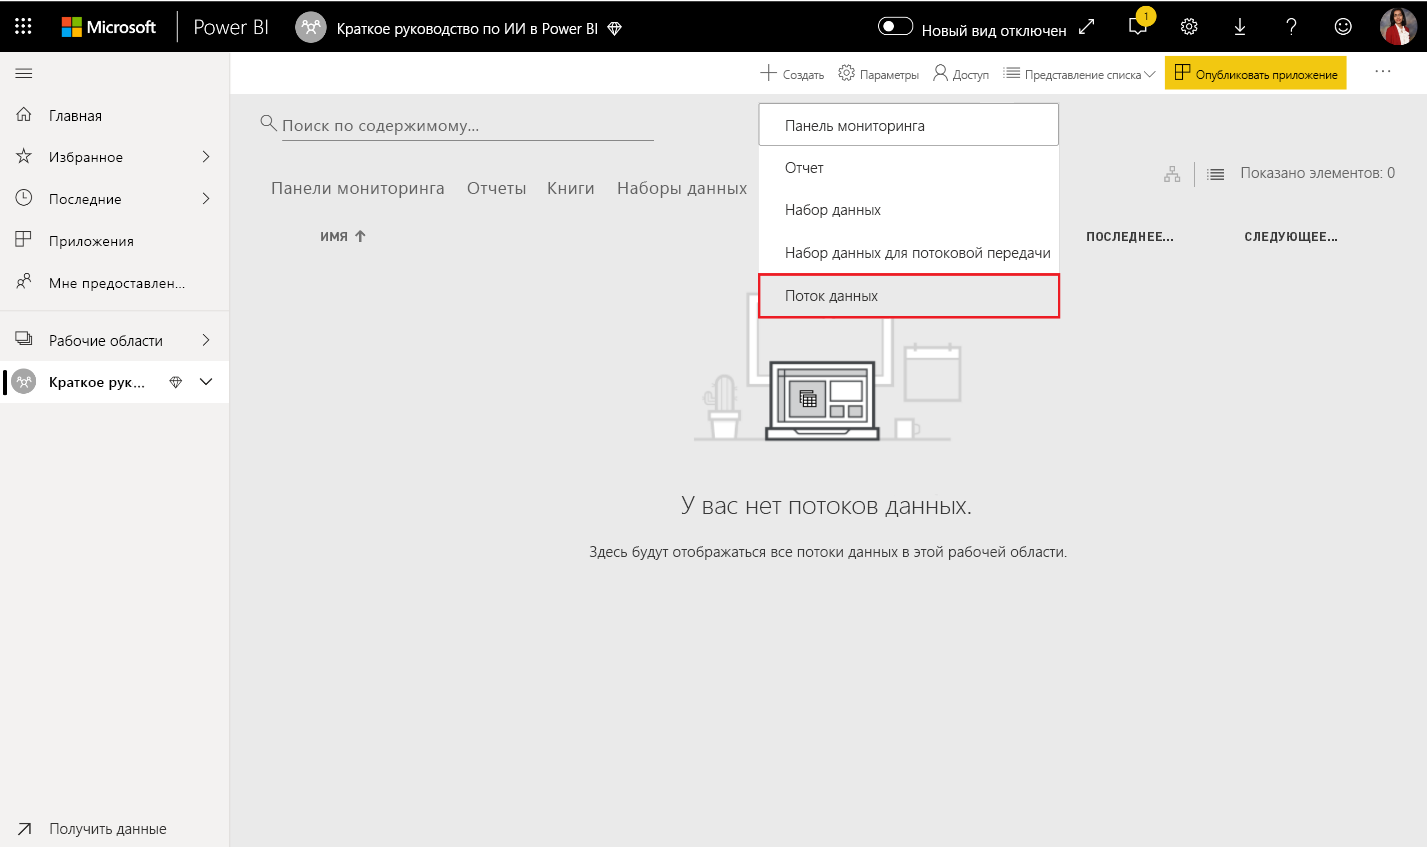 Microsoft Power BI Краткое руководство по ИИ в Power BI Новый вид отключен 1 ?
Создать Параметры Доступ Представление списка Опубликовать приложение ...
Главная
Избранное
Последние
Приложения
Мне предоставлен...
Рабочие области
Краткое рук...
Получить данные
Поиск по содержимому...
Панель мониторинга
Отчет
Набор данных
Набор данных для потоковой передачи
Поток данных
Показано элементов: 0
Панели мониторинга Отчеты Книги Наборы данных
ИМЯ ПОСЛЕДНЕЕ... СЛЕДУЮЩЕЕ...
У вас нет потоков данных.
Здесь будут отображаться все потоки данных в этой рабочей области.